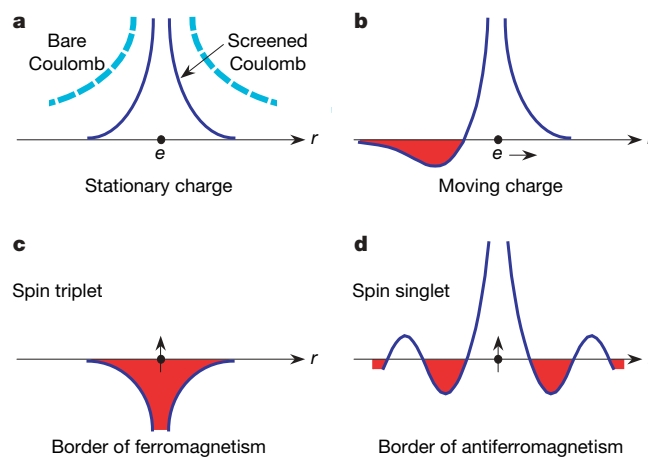 a
Bare
Coulomb
Screened
Coulomb
r
e
Stationary charge
b
e
Moving charge
c
Spin triplet
r
Border of ferromagnetism
d
Spin singlet
r
Border of antiferromagnetism